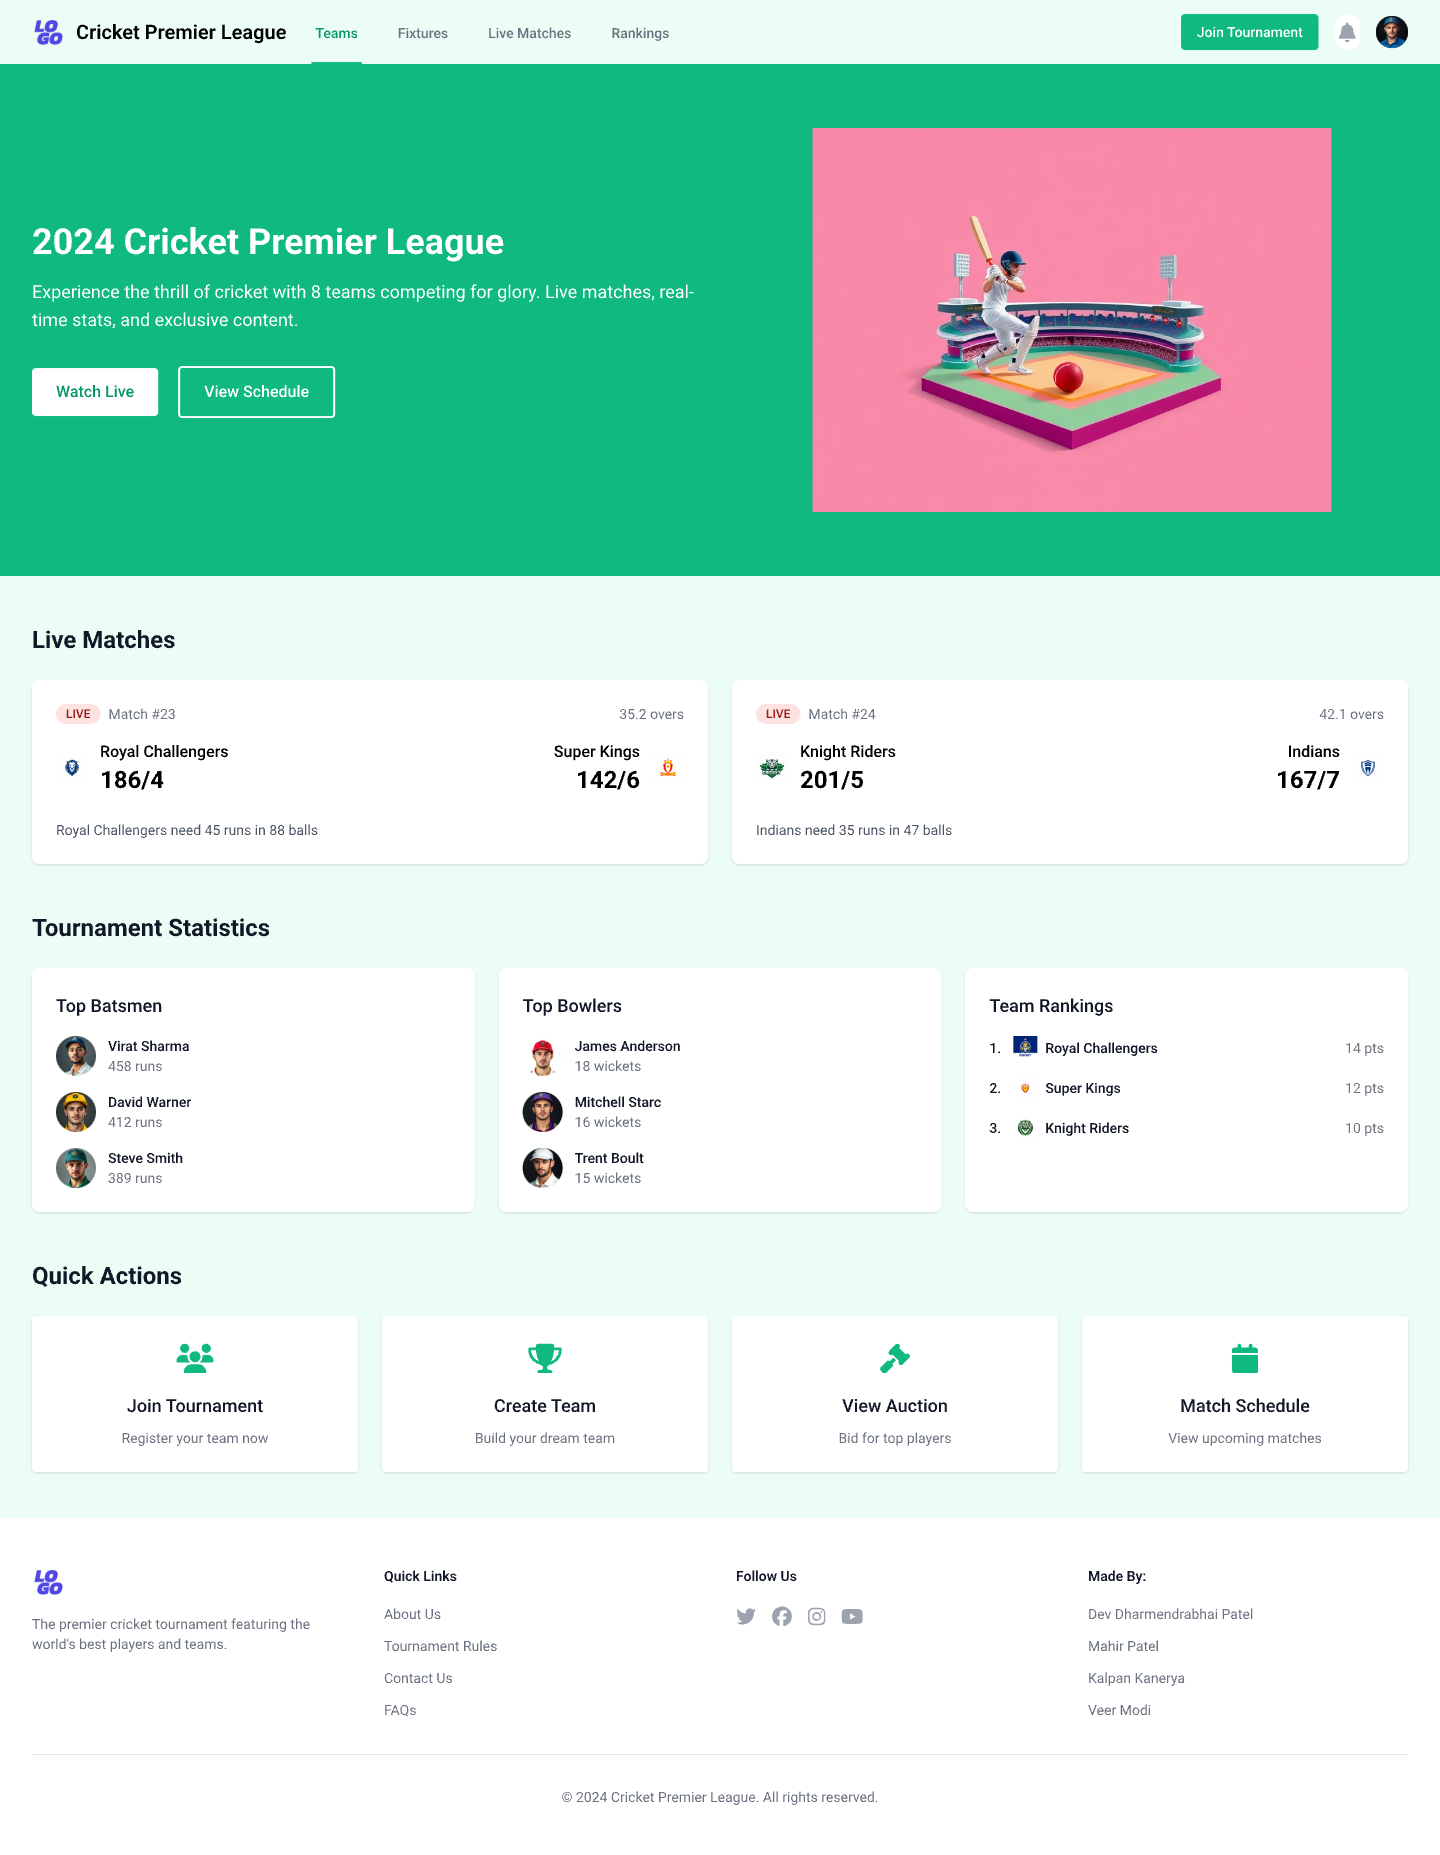 LO
GO
Cricket Premier League
Teams
Fixtures
Live Matches
Rankings
Join Tournament
2024 Cricket Premier League
Experience the thrill of cricket with 8 teams competing for glory. Live matches, real-
time stats, and exclusive content.
Watch Live
View Schedule
Live Matches
LIVE
Match #23
35.2 overs
Royal Challengers
186/4
Super Kings
142/6
Royal Challengers need 45 runs in 88 balls
LIVE
Match #24
42.1 overs
Knight Riders
201/5
Indians
167/7
Indians need 35 runs in 47 balls
Tournament Statistics
Top Batsmen
Virat Sharma
458 runs
David Warner
412 runs
Steve Smith
389 runs
Top Bowlers
James Anderson
18 wickets
Mitchell Starc
16 wickets
Trent Boult
15 wickets
Team Rankings
1. Royal Challengers 14 pts
2. Super Kings 12 pts
3. Knight Riders 10 pts
Quick Actions
Join Tournament
Register your team now
Create Team
Build your dream team
View Auction
Bid for top players
Match Schedule
View upcoming matches
LO
GO
The premier cricket tournament featuring the
world's best players and teams.
Quick Links
About Us
Tournament Rules
Contact Us
FAQs
Follow Us
Made By:
Dev Dharmendrabhai Patel
Mahir Patel
Kalpan Kanerya
Veer Modi
© 2024 Cricket Premier League. All rights reserved.